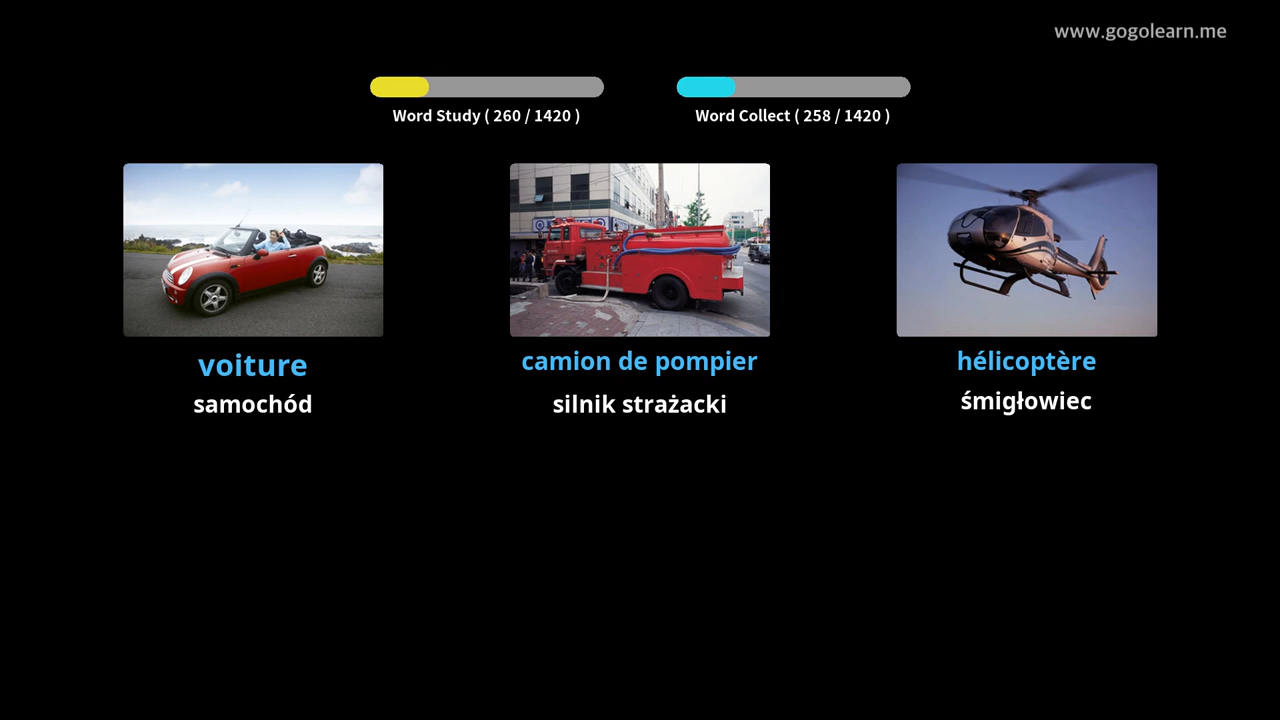 www.gogolearn.me
Word Study ( 260 / 1420 )
Word Collect ( 258 / 1420 )
voiture
samochód
camion de pompier
silnik strażacki
hélicoptère
śmigłowiec